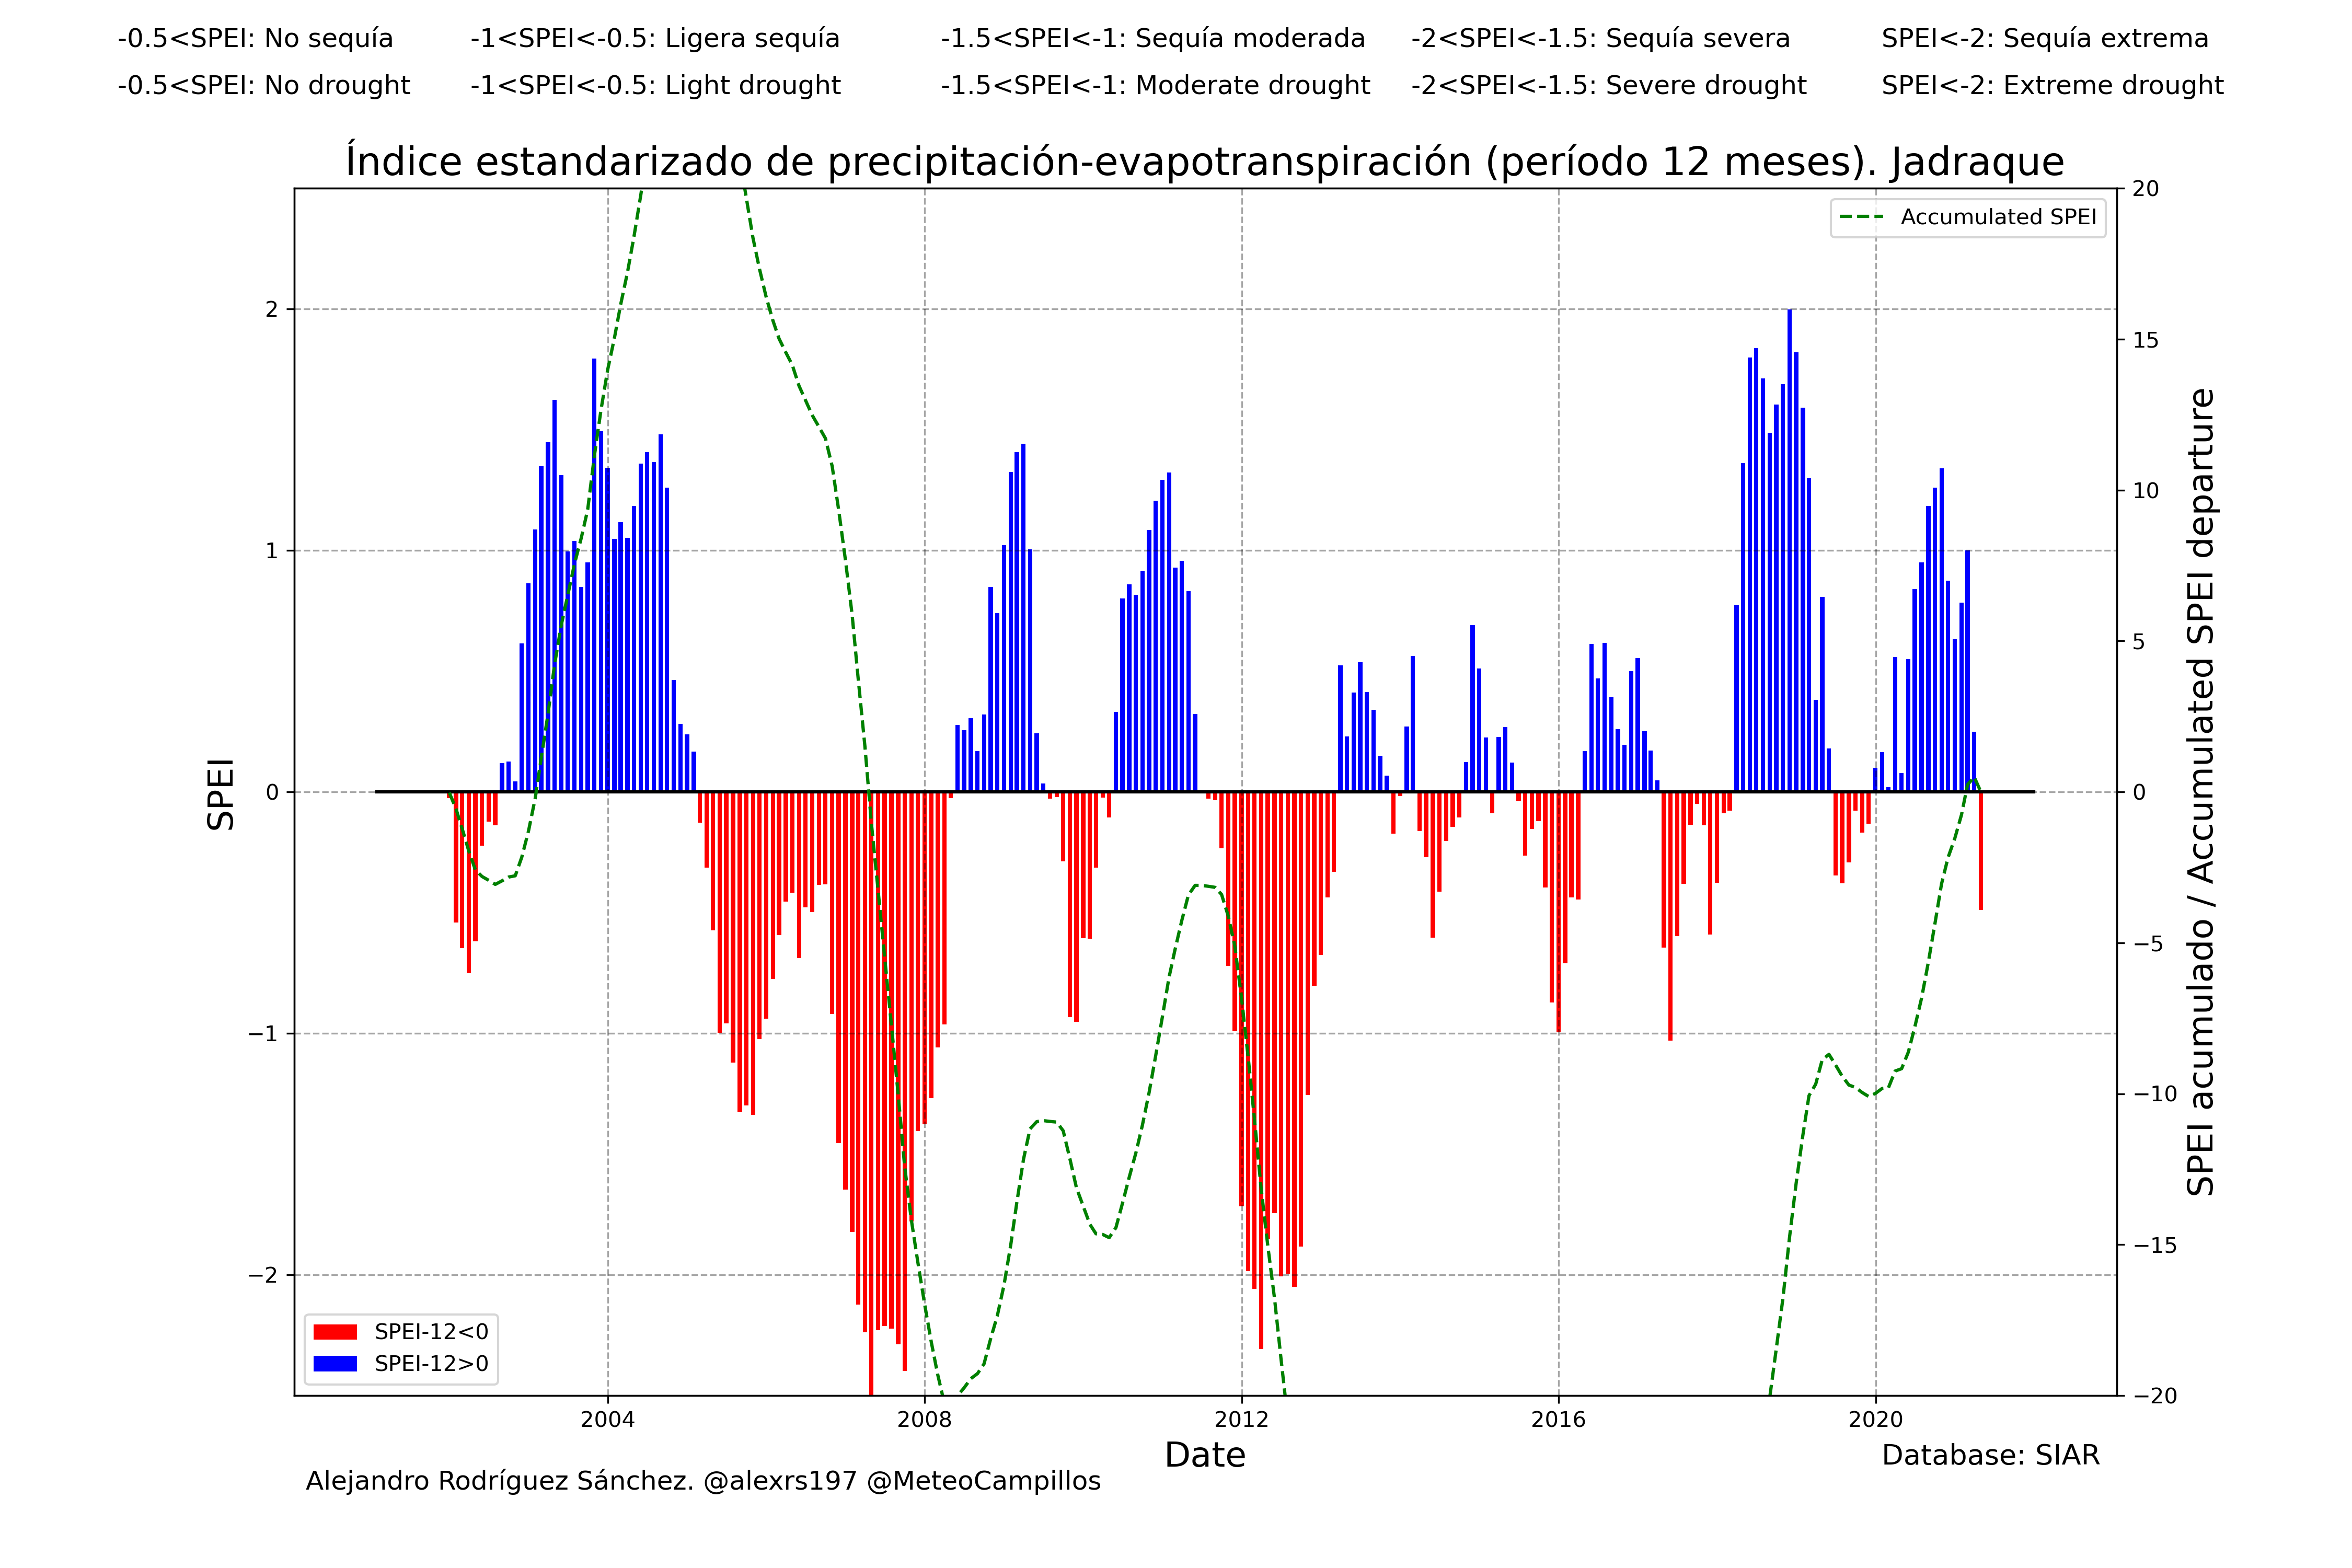 -0.5<SPEI: No sequía -1<SPEI<-0.5: Ligera sequía -1.5<SPEI<-1: Sequía moderada -2<SPEI<-1.5: Sequía severa SPEI<-2: Sequía extrema
-0.5<SPEI: No drought -1<SPEI<-0.5: Light drought -1.5<SPEI<-1: Moderate drought -2<SPEI<-1.5: Severe drought SPEI<-2: Extreme drought
Índice estandarizado de precipitación-evapotranspiración (período 12 meses). Jadraque
Accumulated SPEI
SPEI
2
1
0
−1
−2
20
15
10
5
0
−5
−10
−15
−20
SPEI acumulado / Accumulated SPEI departure
SPEI-12<0
SPEI-12>0
2004 2008 2012 2016 2020
Date
Database: SIAR
Alejandro Rodríguez Sánchez. @alexrs197 @MeteoCampillos